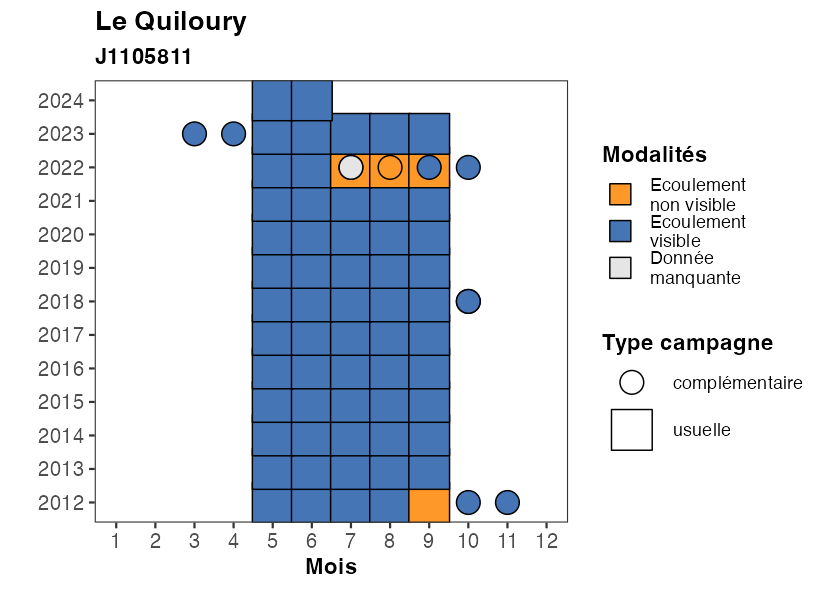 Le Quiloury
J1105811
2024
2023
2022
2021
2020
2019
2018
2017
2016
2015
2014
2013
2012
1 2 3 4 5 6 7 8 9 10 11 12
Mois
Modalités
Ecoulement
non visible
Ecoulement
visible
Donnée
manquante
Type campagne
complémentaire
usuelle